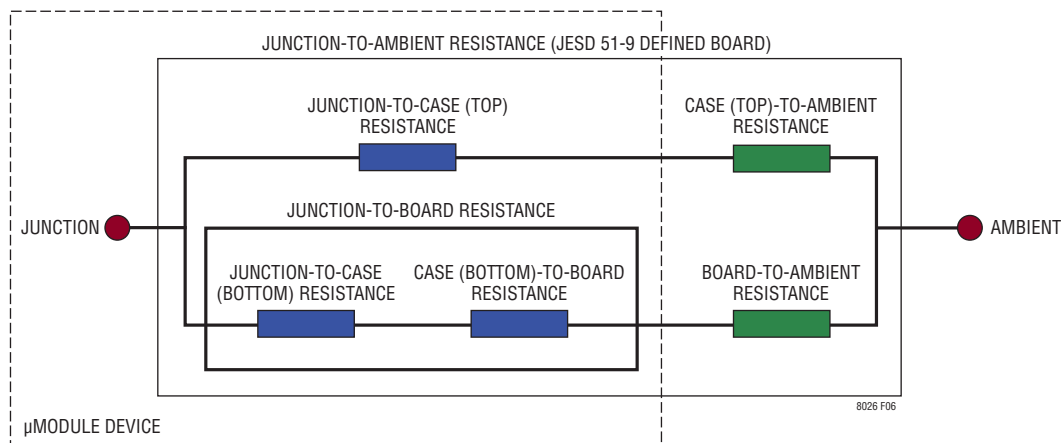 JUNCTION-TO-AMBIENT RESISTANCE (JESD 51-9 DEFINED BOARD)
JUNCTION-TO-CASE (TOP)
RESISTANCE
CASE (TOP)-TO-AMBIENT
RESISTANCE
JUNCTION
JUNCTION-TO-BOARD RESISTANCE
AMBIENT
JUNCTION-TO-CASE
(BOTTOM) RESISTANCE
CASE (BOTTOM)-TO-BOARD
RESISTANCE
BOARD-TO-AMBIENT
RESISTANCE
8026 F06
µMODULE DEVICE